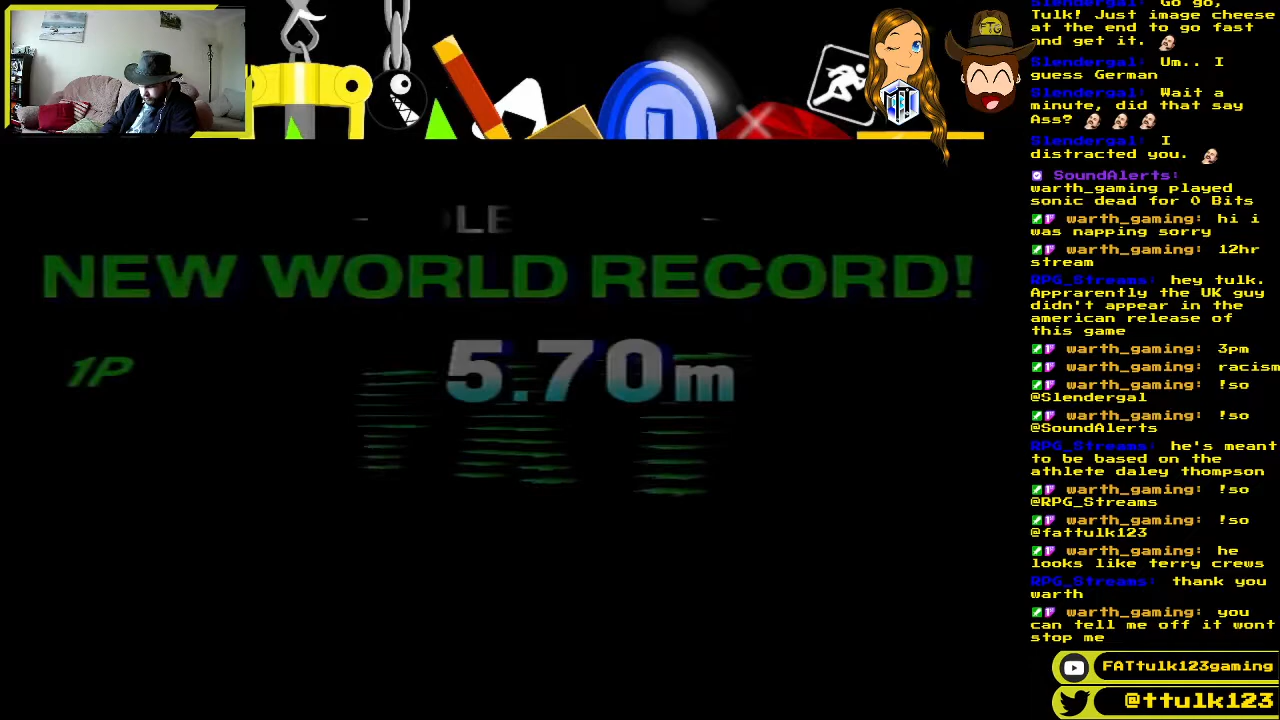 NEW WORLD RECORD!
1P
5.70m
Slendergal: Go go,
Tulk! Just image cheese
at the end to go fast
and get it.
Slendergal: Um.. I
guess German
Slendergal: Wait a
minute, did that say
Ass?
Slendergal: I
distracted you.
SoundAlerts:
warth_gaming played
sonic dead for 0 Bits
warth_gaming: hi i
was napping sorry
warth_gaming: 12hr
stream
RPG_Streams: hey tulk.
Apprarently the UK guy
didn't appear in the
american release of
this game
warth_gaming: 3pm
warth_gaming: racism
warth_gaming: !so
@Slendergal
warth_gaming: !so
@SoundAlerts
RPG_Streams: he's meant
to be based on the
athlete daley thompson
warth_gaming: !so
@RPG_Streams
warth_gaming: !so
@fattulk123
warth_gaming: he
looks like terry crews
RPG_Streams: thank you
warth
warth_gaming: you
can tell me off it wont
stop me
FATtulk123gaming
@ttulk123